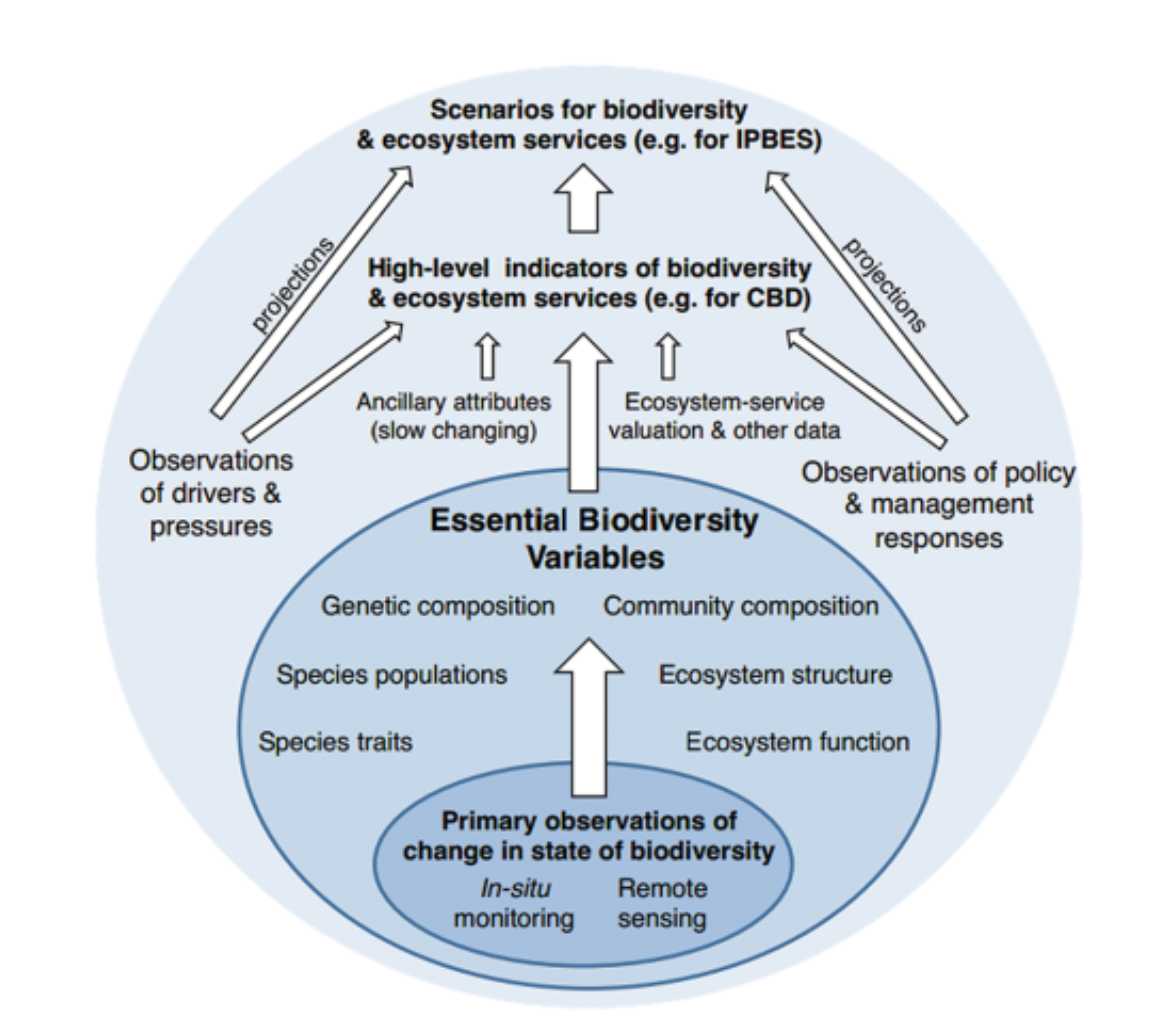 Scenarios for biodiversity
& ecosystem services (e.g. for IPBES)
projections
projections
High-level indicators of biodiversity
& ecosystem services (e.g. for CBD)
Ancillary attributes
(slow changing)
Ecosystem-service
valuation & other data
Observations
of drivers &
pressures
Observations of policy
& management
responses
Essential Biodiversity
Variables
Genetic composition
Community composition
Species populations
Ecosystem structure
Species traits
Ecosystem function
Primary observations of
change in state of biodiversity
In-situ
monitoring
Remote
sensing